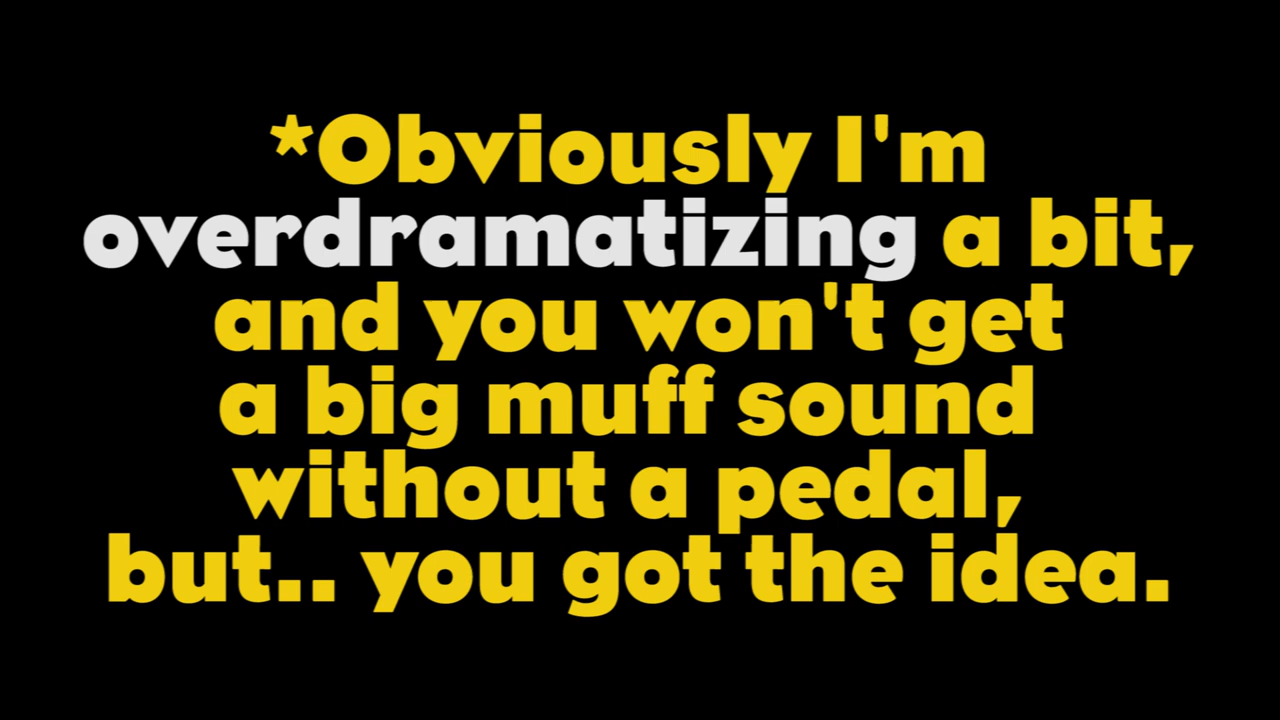 *Obviously I'm
overdramatizing a bit,
and you won't get
a big muff sound
without a pedal,
but.. you got the idea.